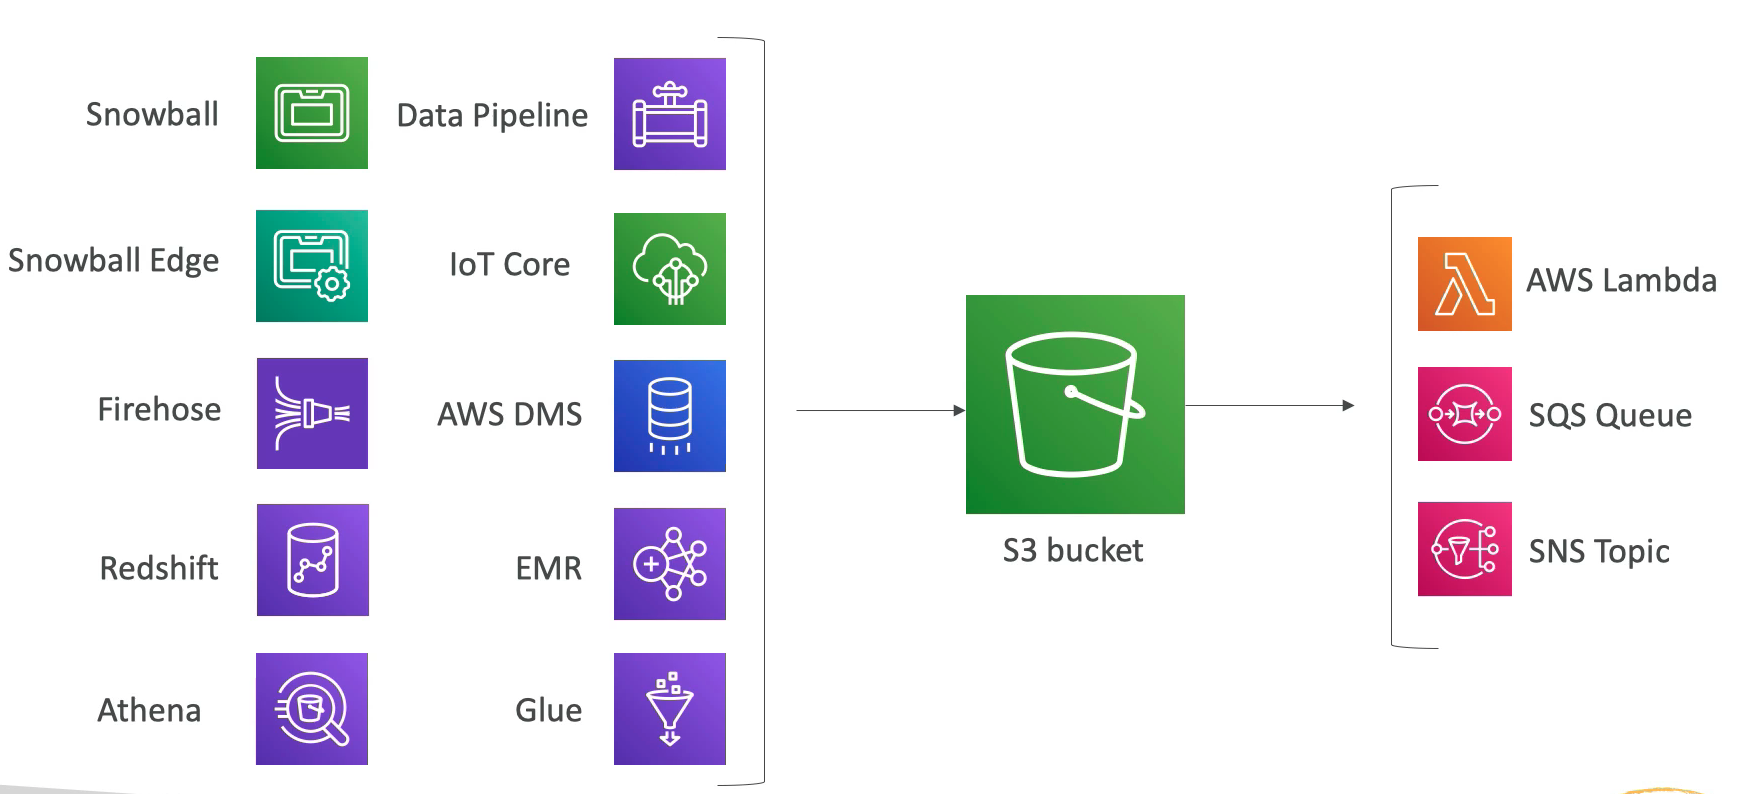 Snowball
Data Pipeline
Snowball Edge
IoT Core
Firehose
AWS DMS
Redshift
EMR
Athena
Glue
S3 bucket
AWS Lambda
SQS Queue
SNS Topic